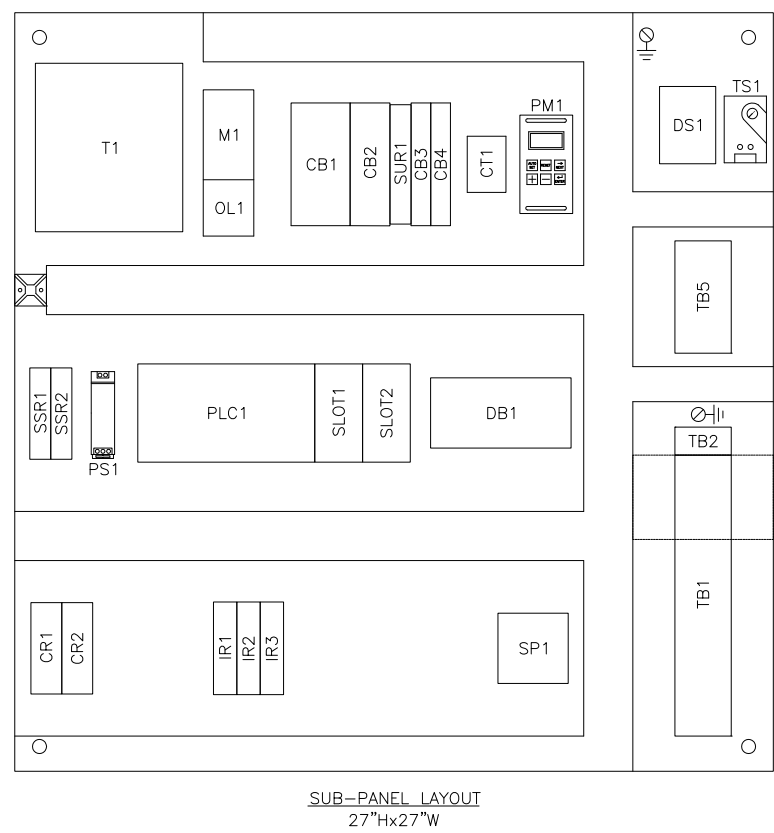 T1
M1
OL1
CB1
CB2
SUR1
CB3
CB4
CT1
PM1
DS1
TS1
TB5
SSR1
SSR2
PS1
PLC1
SLOT1
SLOT2
DB1
TB2
TB1
CR1
CR2
IR1
IR2
IR3
SP1
SUB-PANEL LAYOUT
27"Hx27"W